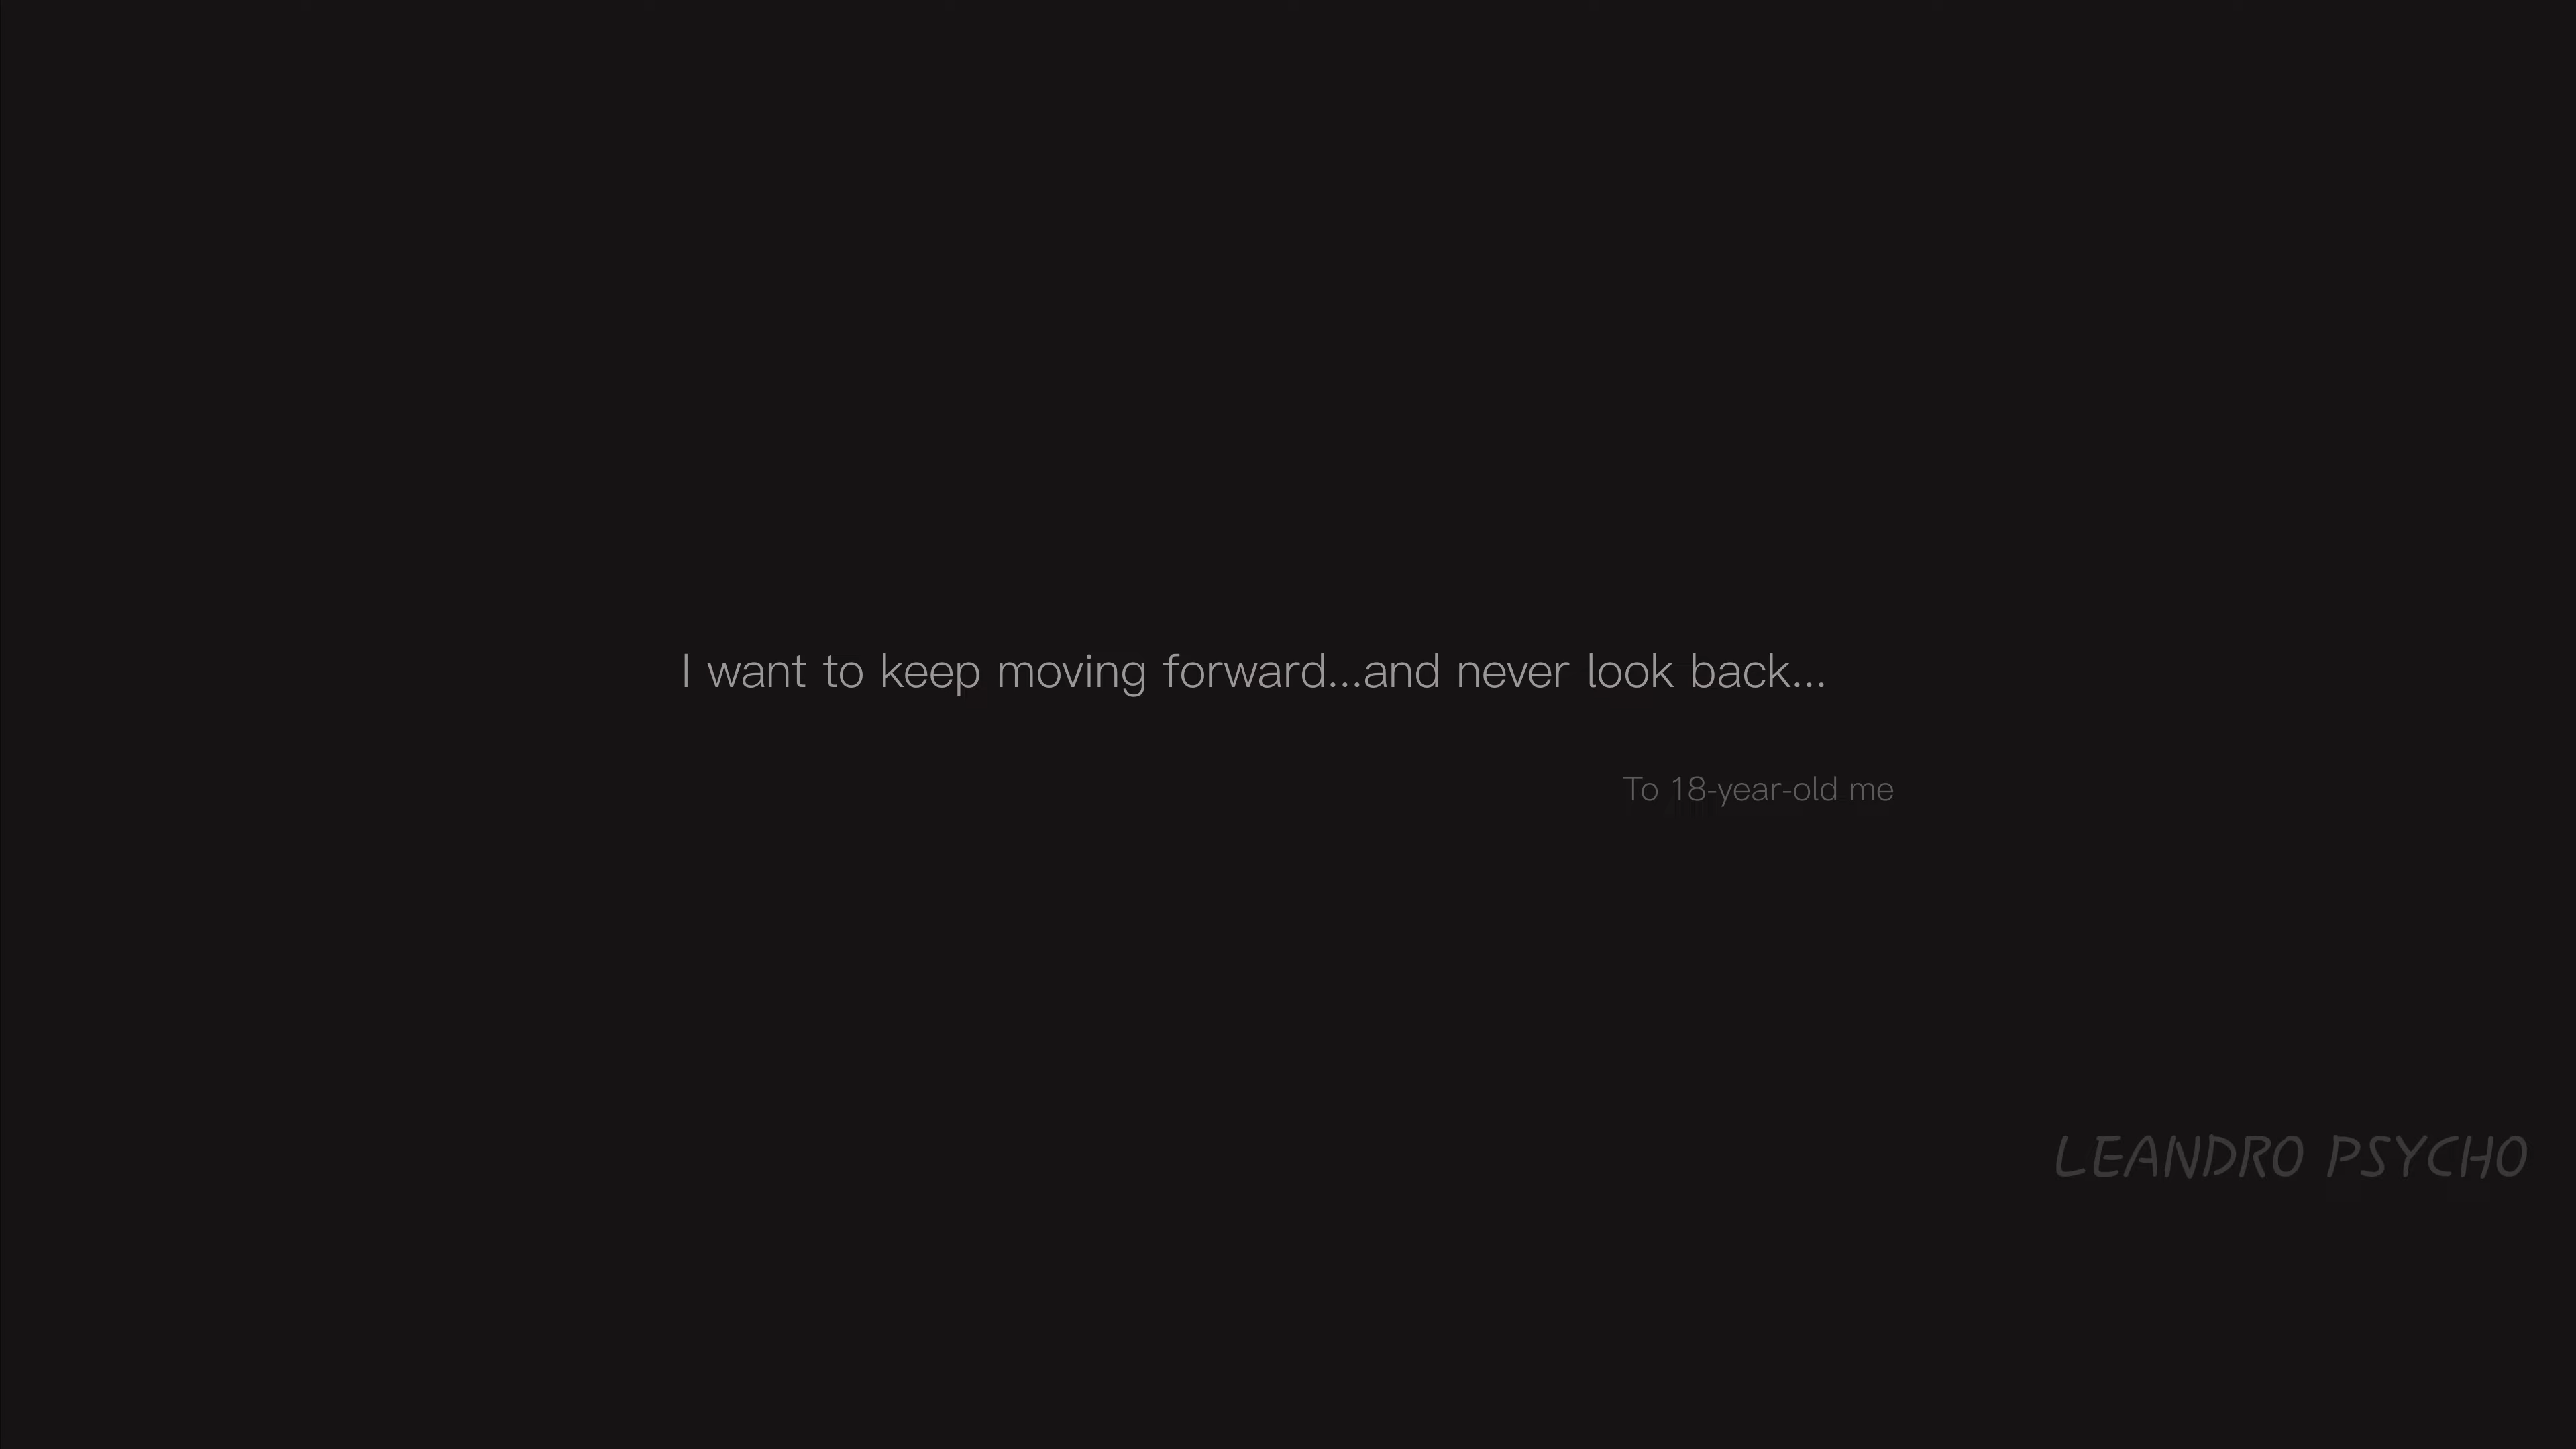 I want to keep moving forward...and never look back...
To 18-year-old me
LEANDRO PSYCHO